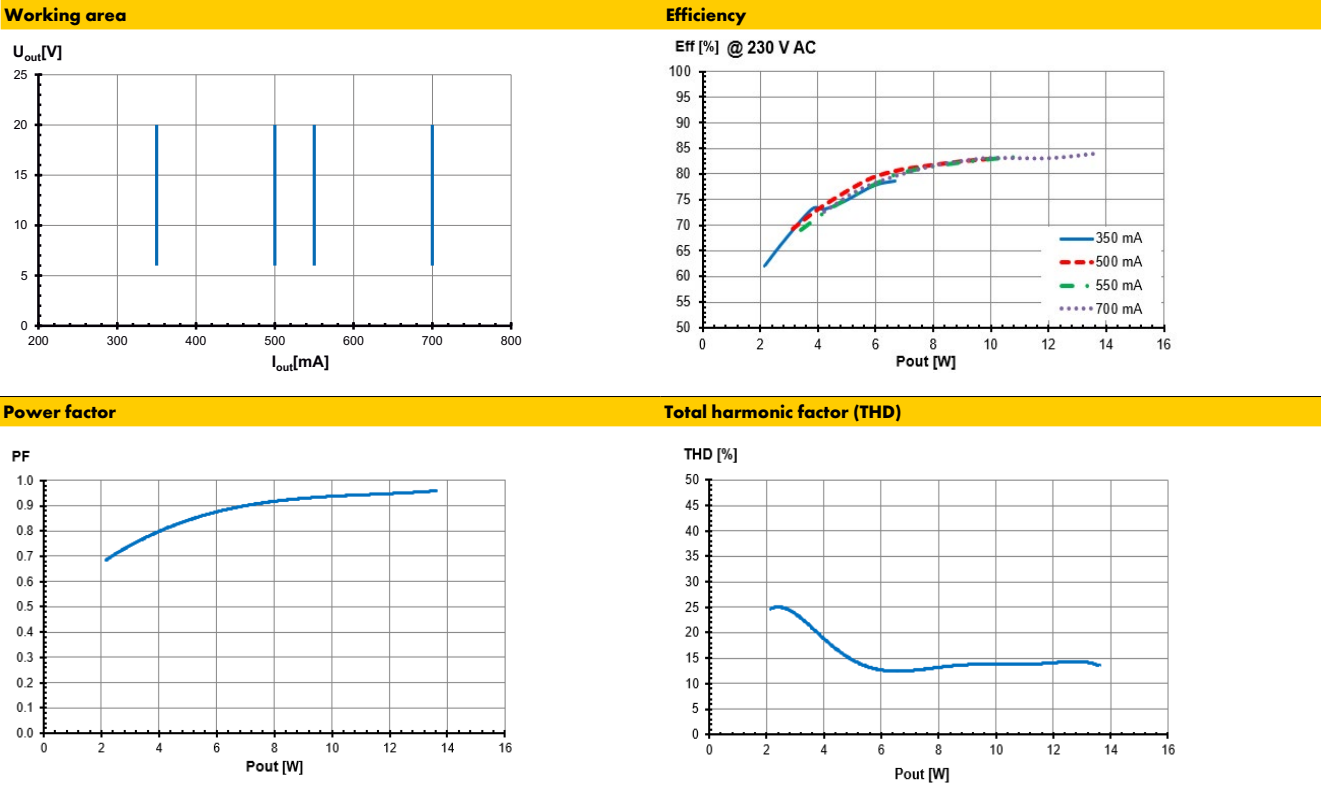 Working area
Efficiency
Uout[V]
25
20
15
10
5
0
200 300 400 500 600 700 800
Iout[mA]
Eff [%] @ 230 V AC
100
95
90
85
80
75
70
65
60
55
50
350 mA
500 mA
550 mA
700 mA
0 2 4 6 8 10 12 14 16
Pout [W]
Power factor
Total harmonic factor (THD)
PF
1.0
0.9
0.8
0.7
0.6
0.5
0.4
0.3
0.2
0.1
0.0
0 2 4 6 8 10 12 14 16
Pout [W]
THD [%]
50
45
40
35
30
25
20
15
10
5
0
0 2 4 6 8 10 12 14 16
Pout [W]